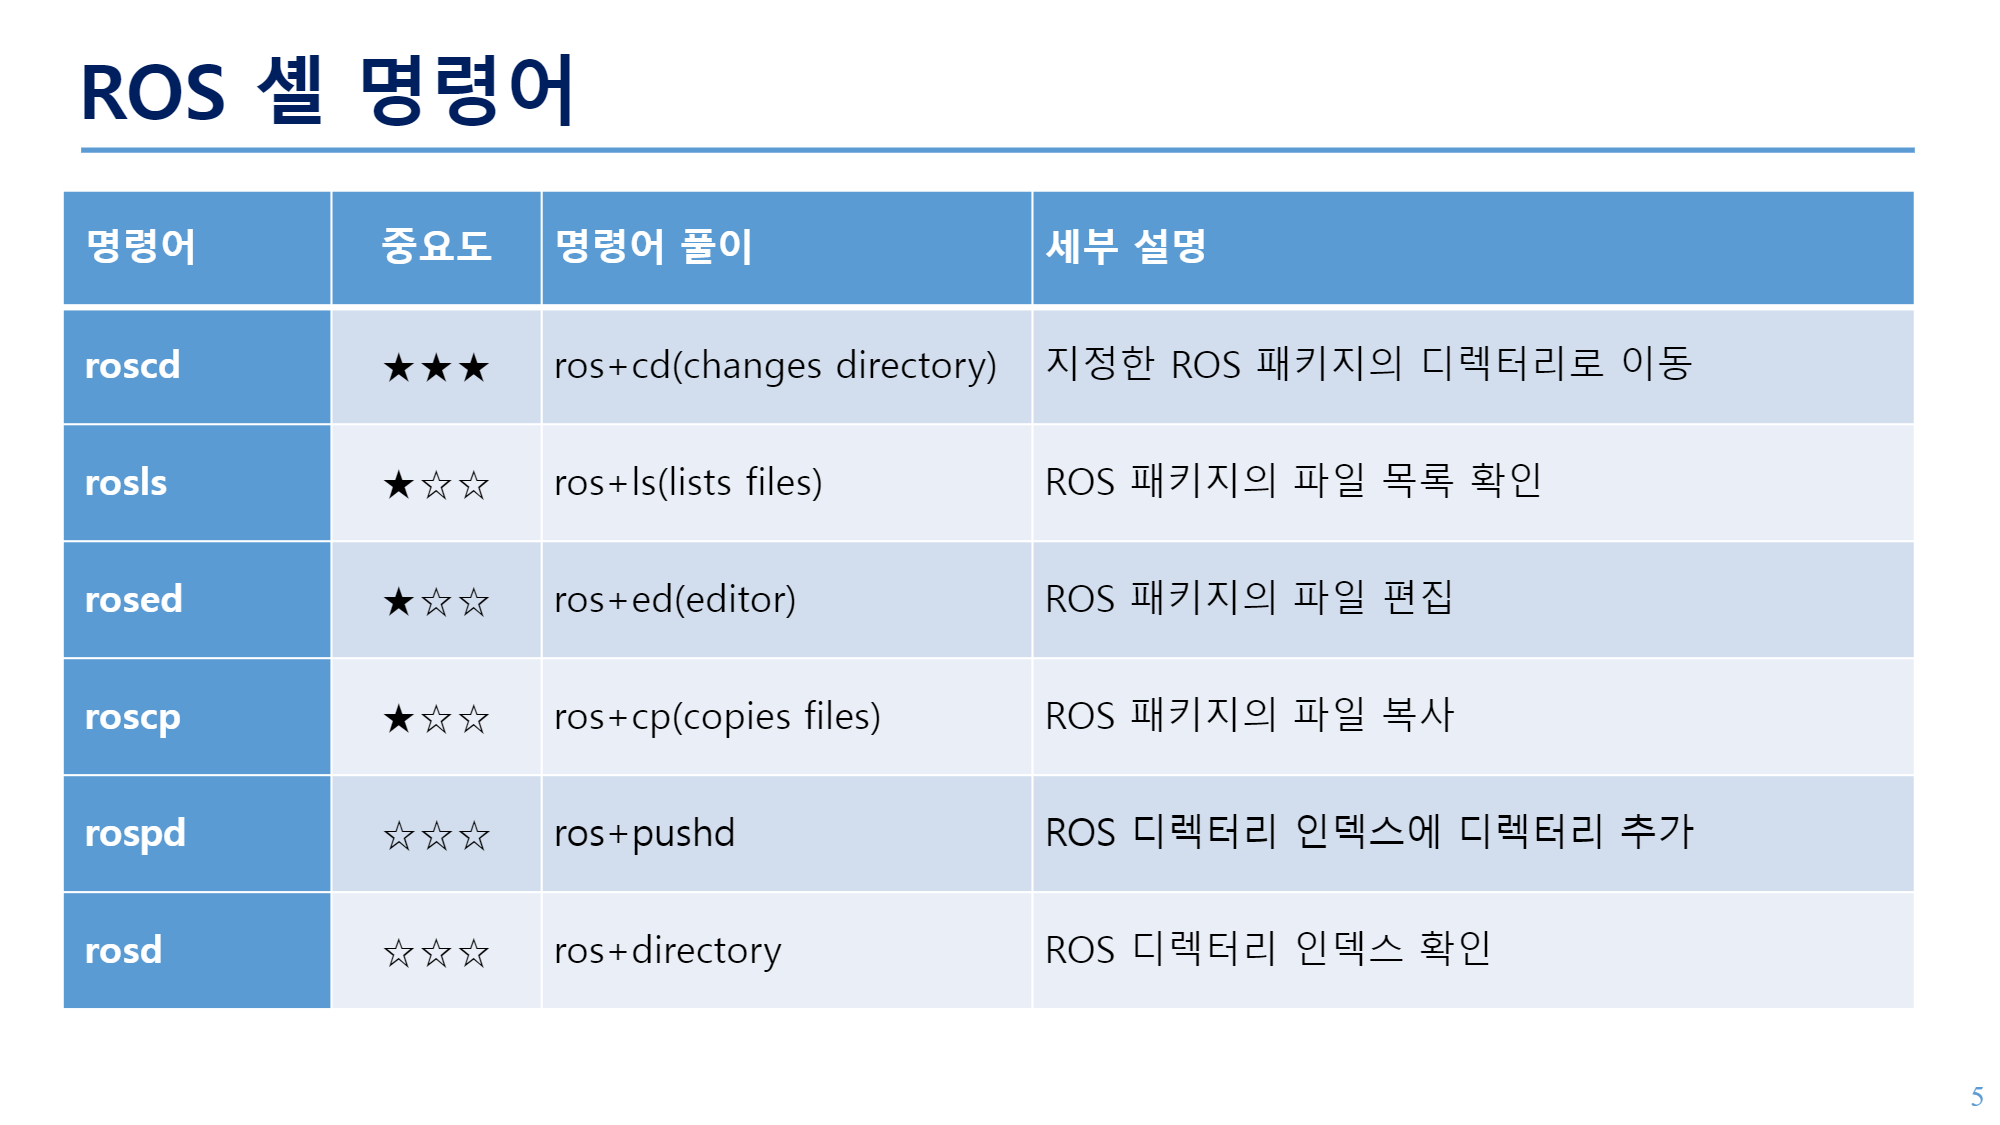 ROS 셸 명령어
명령어 중요도 명령어 풀이 세부 설명
roscd ★★★ ros+cd(changes directory) 지정한 ROS 패키지의 디렉터리로 이동
rosls ★☆☆ ros+ls(lists files) ROS 패키지의 파일 목록 확인
rosed ★☆☆ ros+ed(editor) ROS 패키지의 파일 편집
roscp ★☆☆ ros+cp(copies files) ROS 패키지의 파일 복사
rospd ☆☆☆ ros+pushd ROS 디렉터리 인덱스에 디렉터리 추가
rosd ☆☆☆ ros+directory ROS 디렉터리 인덱스 확인
5